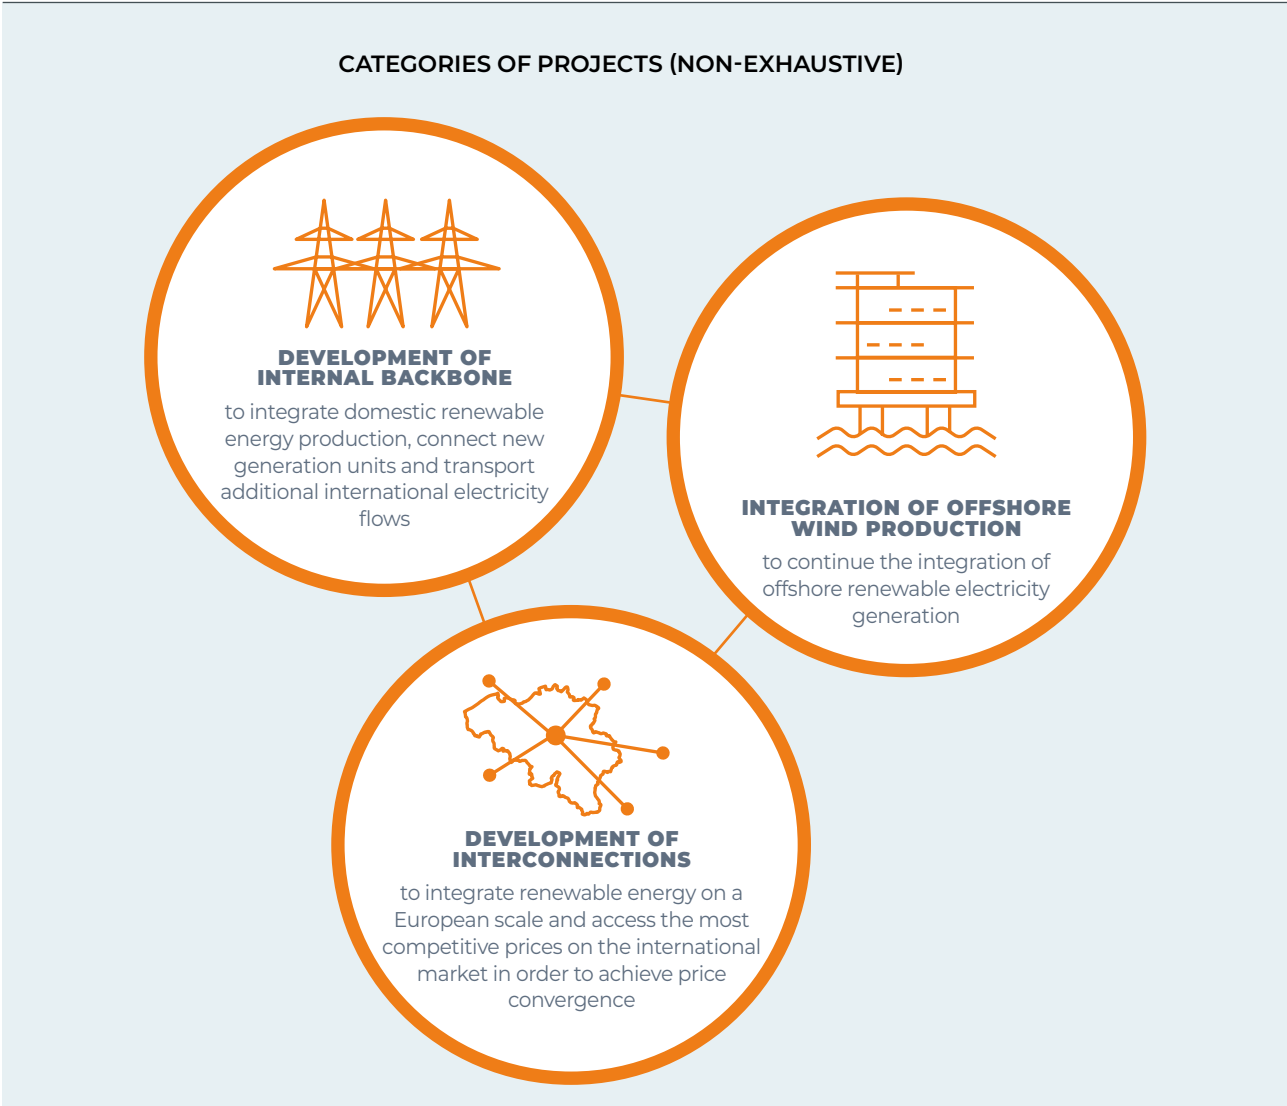 CATEGORIES OF PROJECTS (NON-EXHAUSTIVE)
DEVELOPMENT OF
INTERNAL BACKBONE
to integrate domestic renewable
energy production, connect new
generation units and transport
additional international electricity
flows
INTEGRATION OF OFFSHORE
WIND PRODUCTION
to continue the integration of
offshore renewable electricity
generation
DEVELOPMENT OF
INTERCONNECTIONS
to integrate renewable energy on a
European scale and access the most
competitive prices on the international
market in order to achieve price
convergence